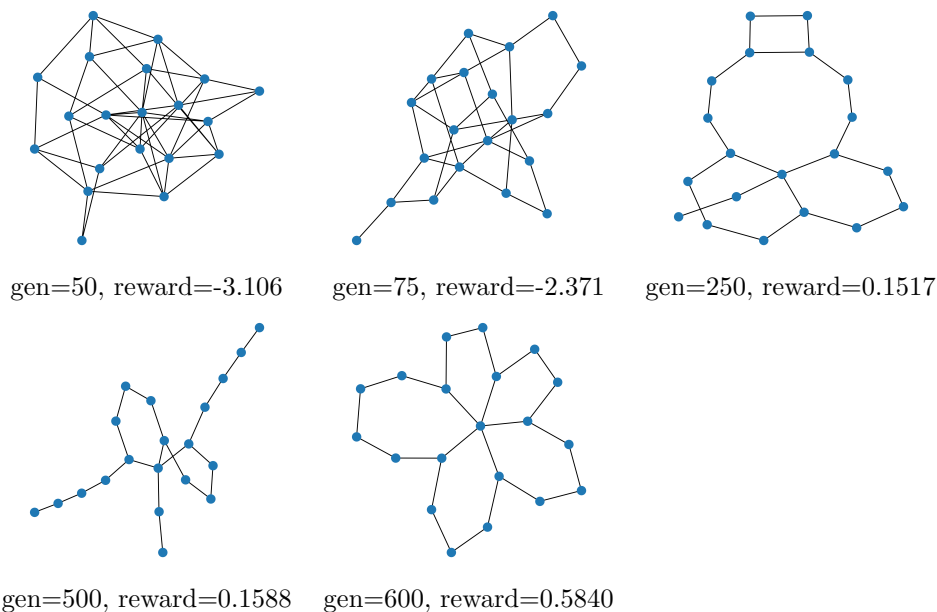 gen=50, reward=-3.106
gen=75, reward=-2.371
gen=250, reward=0.1517
gen=500, reward=0.1588
gen=600, reward=0.5840